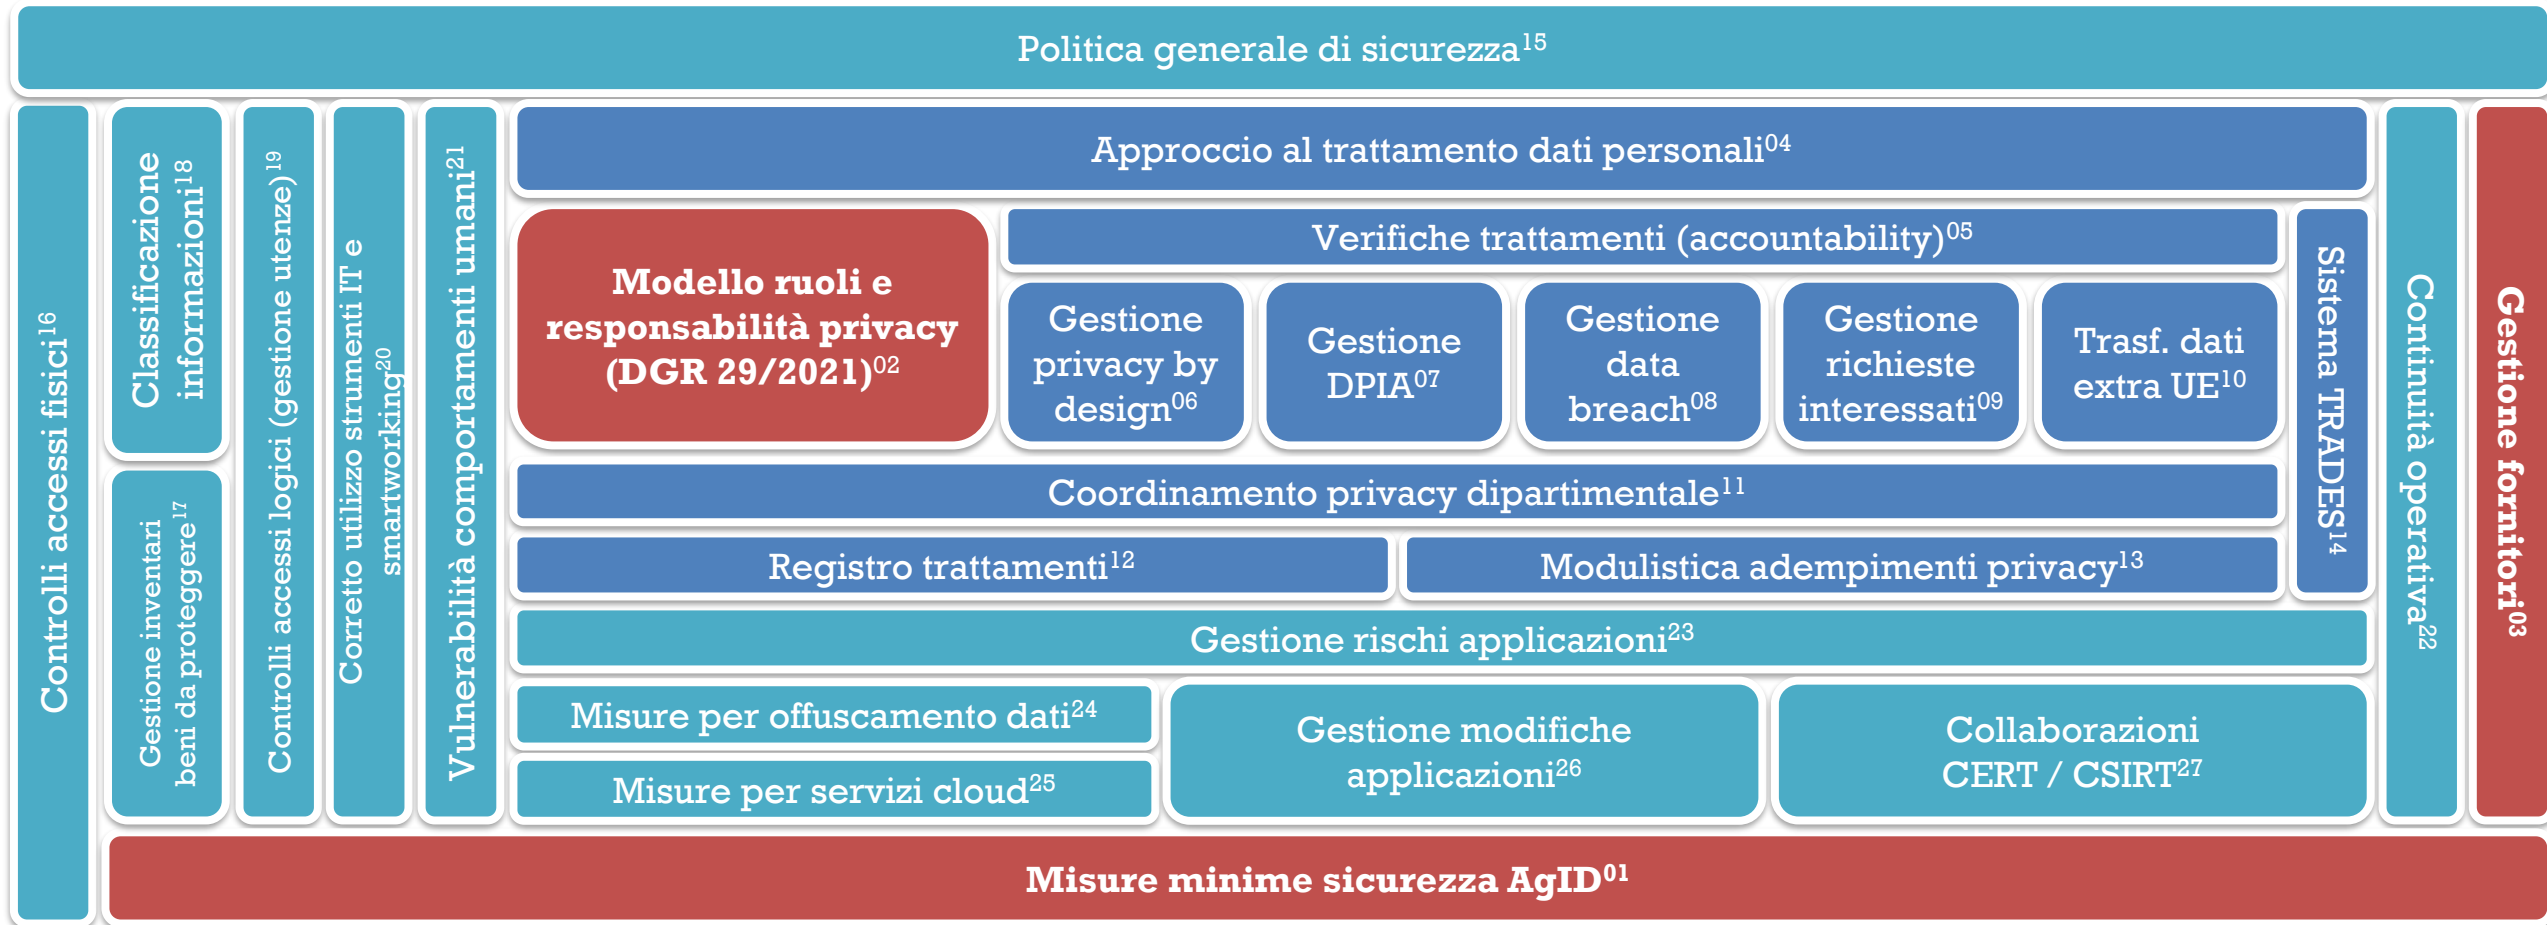 Politica generale di sicurezza15
Controlli accessi fisici16
Classificazione
informazioni18
Gestione inventari
beni da proteggere17
Controlli accessi logici (gestione utenze)19
Corretto utilizzo strumenti IT e
smartworking20
Vulnerabilità comportamenti umani21
Approccio al trattamento dati personali04
Modello ruoli e
responsabilità privacy
(DGR 29/2021)02
Verifiche trattamenti (accountability)05
Gestione
privacy by
design06
Gestione
DPIA07
Gestione
data
breach08
Gestione
richieste
interessati09
Trasf. dati
extra UE10
Sistema TRADES14
Coordinamento privacy dipartimentale11
Registro trattamenti12
Modulistica adempimenti privacy13
Gestione rischi applicazioni23
Misure per offuscamento dati24
Misure per servizi cloud25
Gestione modifiche
applicazioni26
Collaborazioni
CERT / CSIRT27
Continuità operativa22
Gestione fornitori03
Misure minime sicurezza AgID01